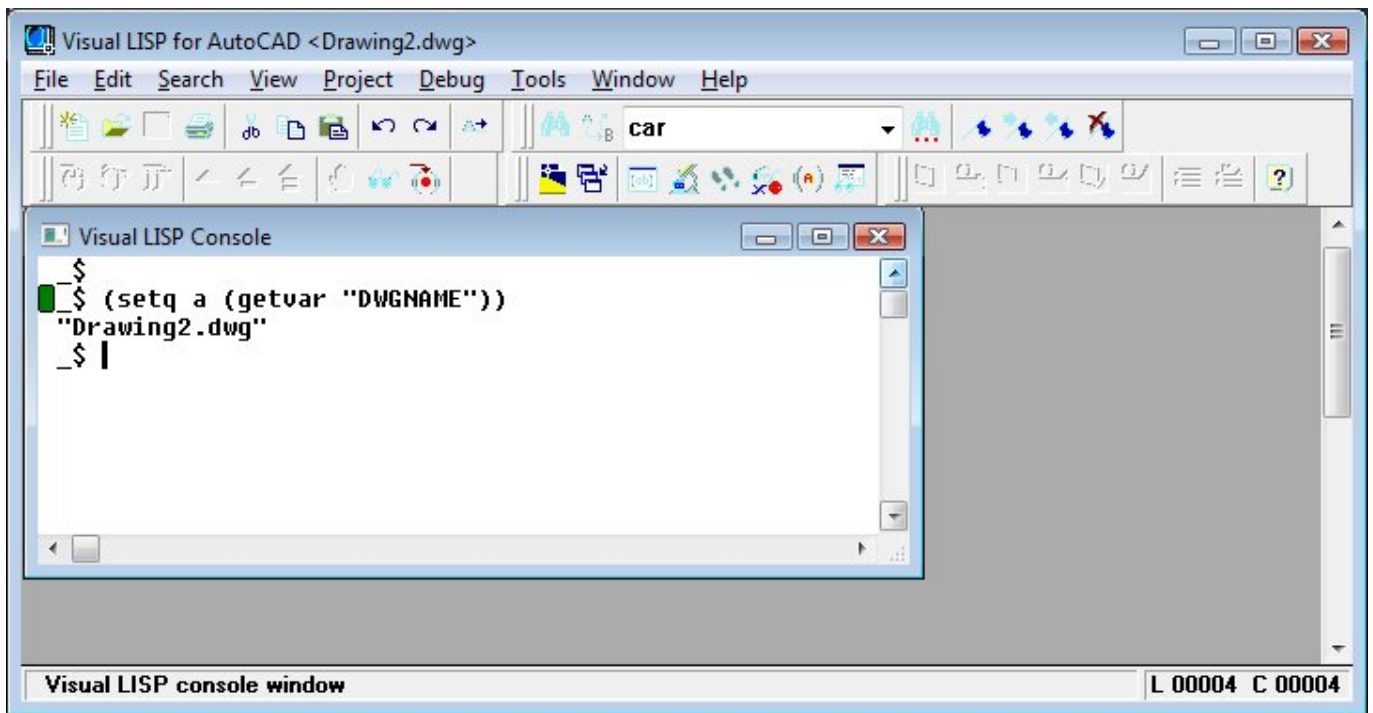 Visual LISP for AutoCAD <Drawing2.dwg>
File Edit Search View Project Debug Tools Window Help
car
Visual LISP Console
_$
_$ (setq a (getvar "DWGNAME"))
"Drawing2.dwg"
_$
Visual LISP console window
L 00004 C 00004